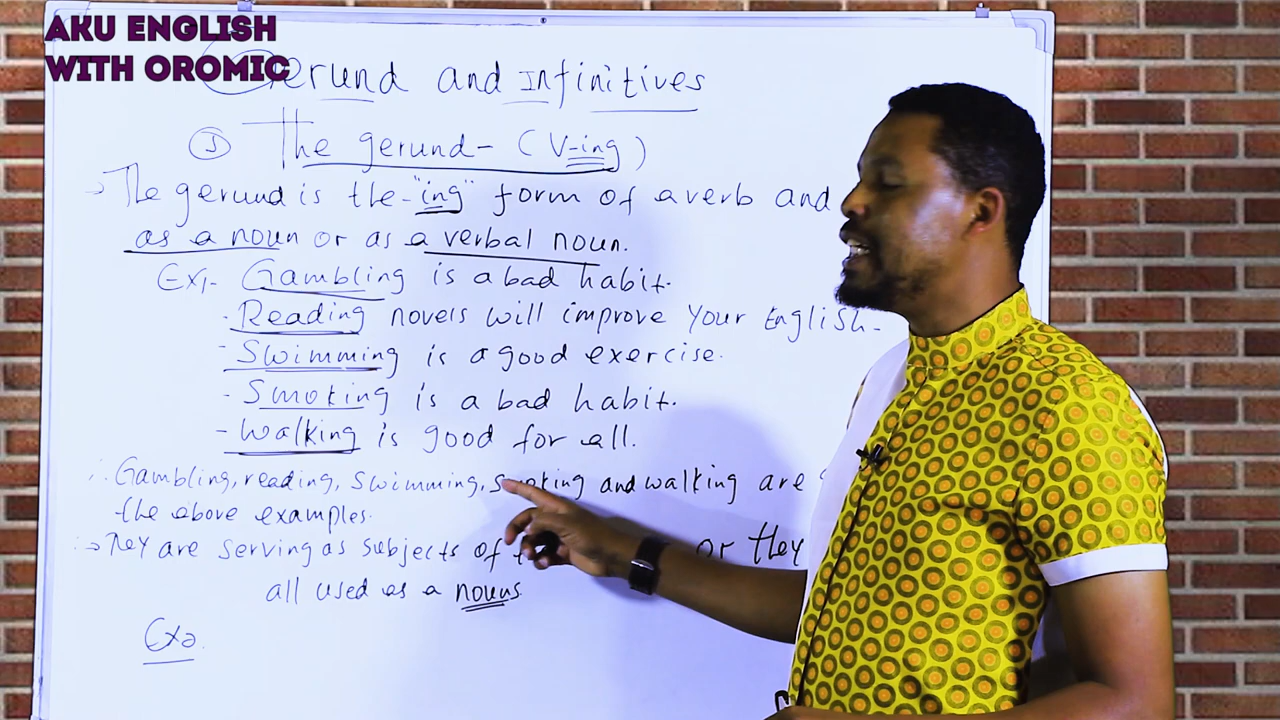 AKU ENGLISH
WITH OROMIC
Gerund and Infinitives
① The gerund- (V-ing)
→ The gerund is the-"ing" form of a verb and
as a noun or as a verbal noun.
Ex1- Gambling is a bad habit.
- Reading novels will improve your English.
- Swimming is a good exercise.
- Smoking is a bad habit.
- Walking is good for all.
∴ Gambling, reading, swimming, smoking and walking are
the above examples.
∴→ They are serving as subjects of or they
all used as a nouns
Ex2.